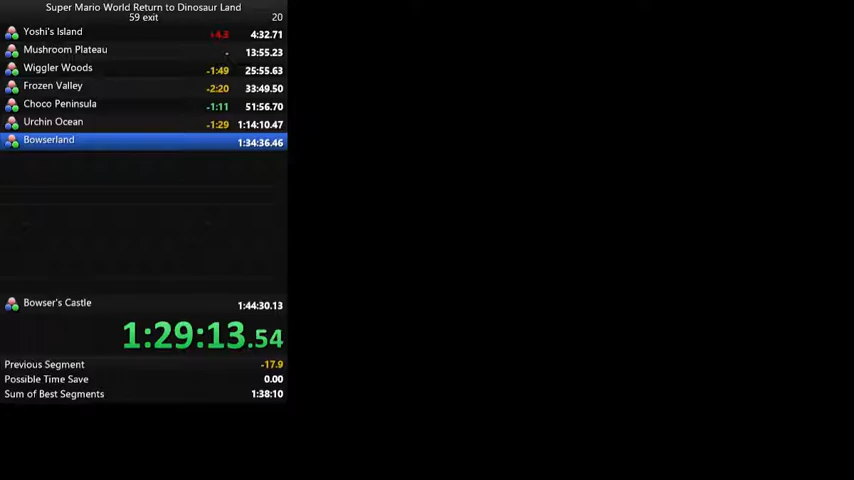 Super Mario World Return to Dinosaur Land
59 exit 20
Yoshi's Island +4.3 4:32.71
Mushroom Plateau - 13:55.23
Wiggler Woods -1:49 25:55.63
Frozen Valley -2:20 33:49.50
Choco Peninsula -1:11 51:56.70
Urchin Ocean -1:29 1:14:10.47
Bowserland 1:34:36.46
Bowser's Castle 1:44:30.13
1:29:13.54
Previous Segment -17.9
Possible Time Save 0.00
Sum of Best Segments 1:38:10